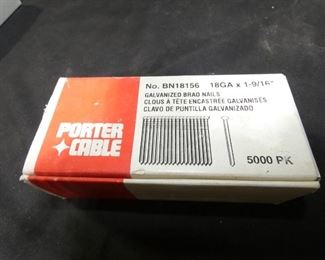 No. BN18156 18GA x 1-9/16"
GALVANIZED BRAD NAILS
CLOUS A TÊTE ENCASTRÉE GALVANISÉS
CLAVO DE PUNTILLA GALVANIZADO
PORTER
CABLE
5000 PK